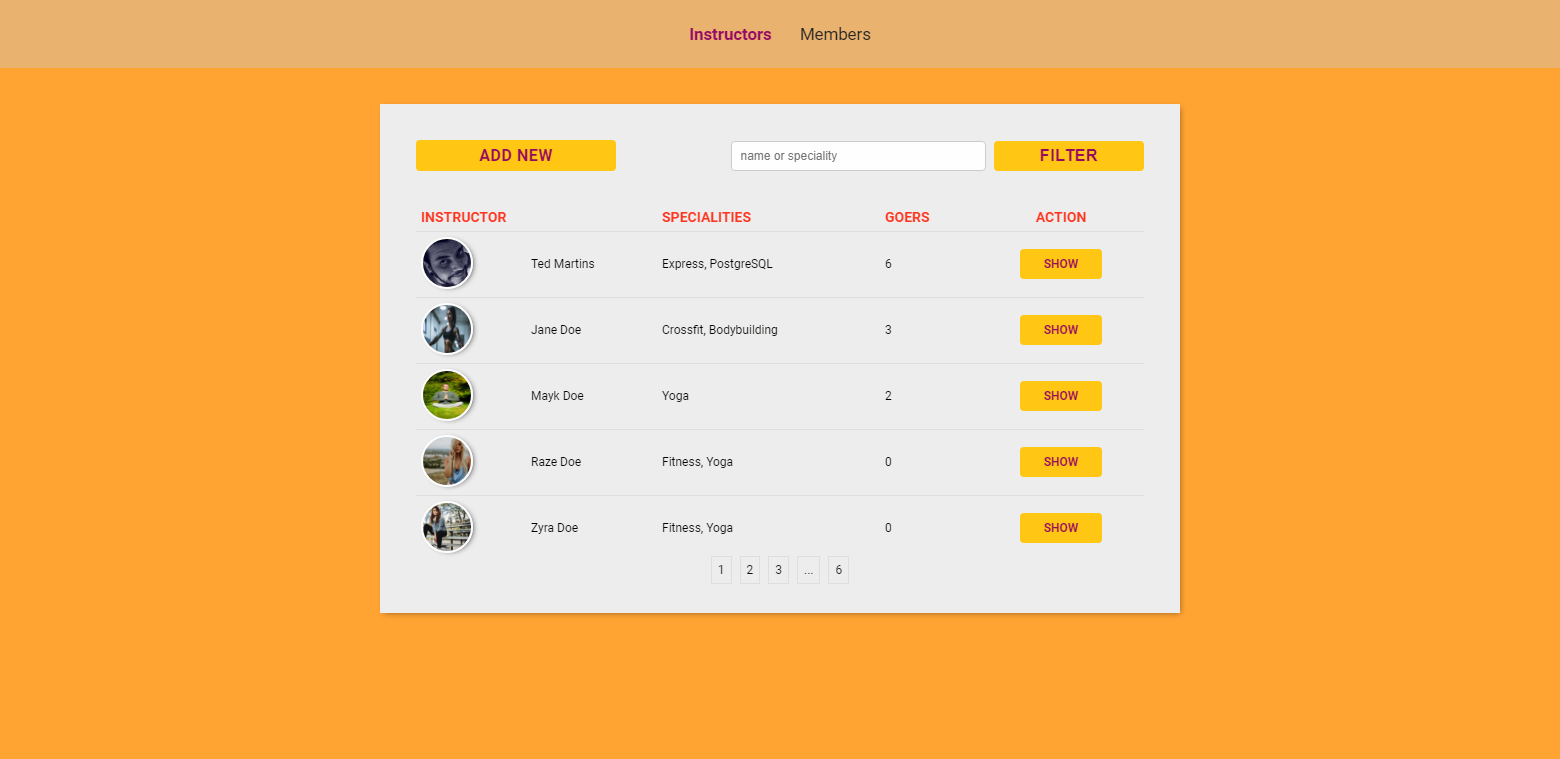 Instructors Members
ADD NEW name or speciality FILTER
INSTRUCTOR SPECIALITIES GOERS ACTION
Ted Martins Express, PostgreSQL 6 SHOW
Jane Doe Crossfit, Bodybuilding 3 SHOW
Mayk Doe Yoga 2 SHOW
Raze Doe Fitness, Yoga 0 SHOW
Zyra Doe Fitness, Yoga 0 SHOW
1 2 3 ... 6